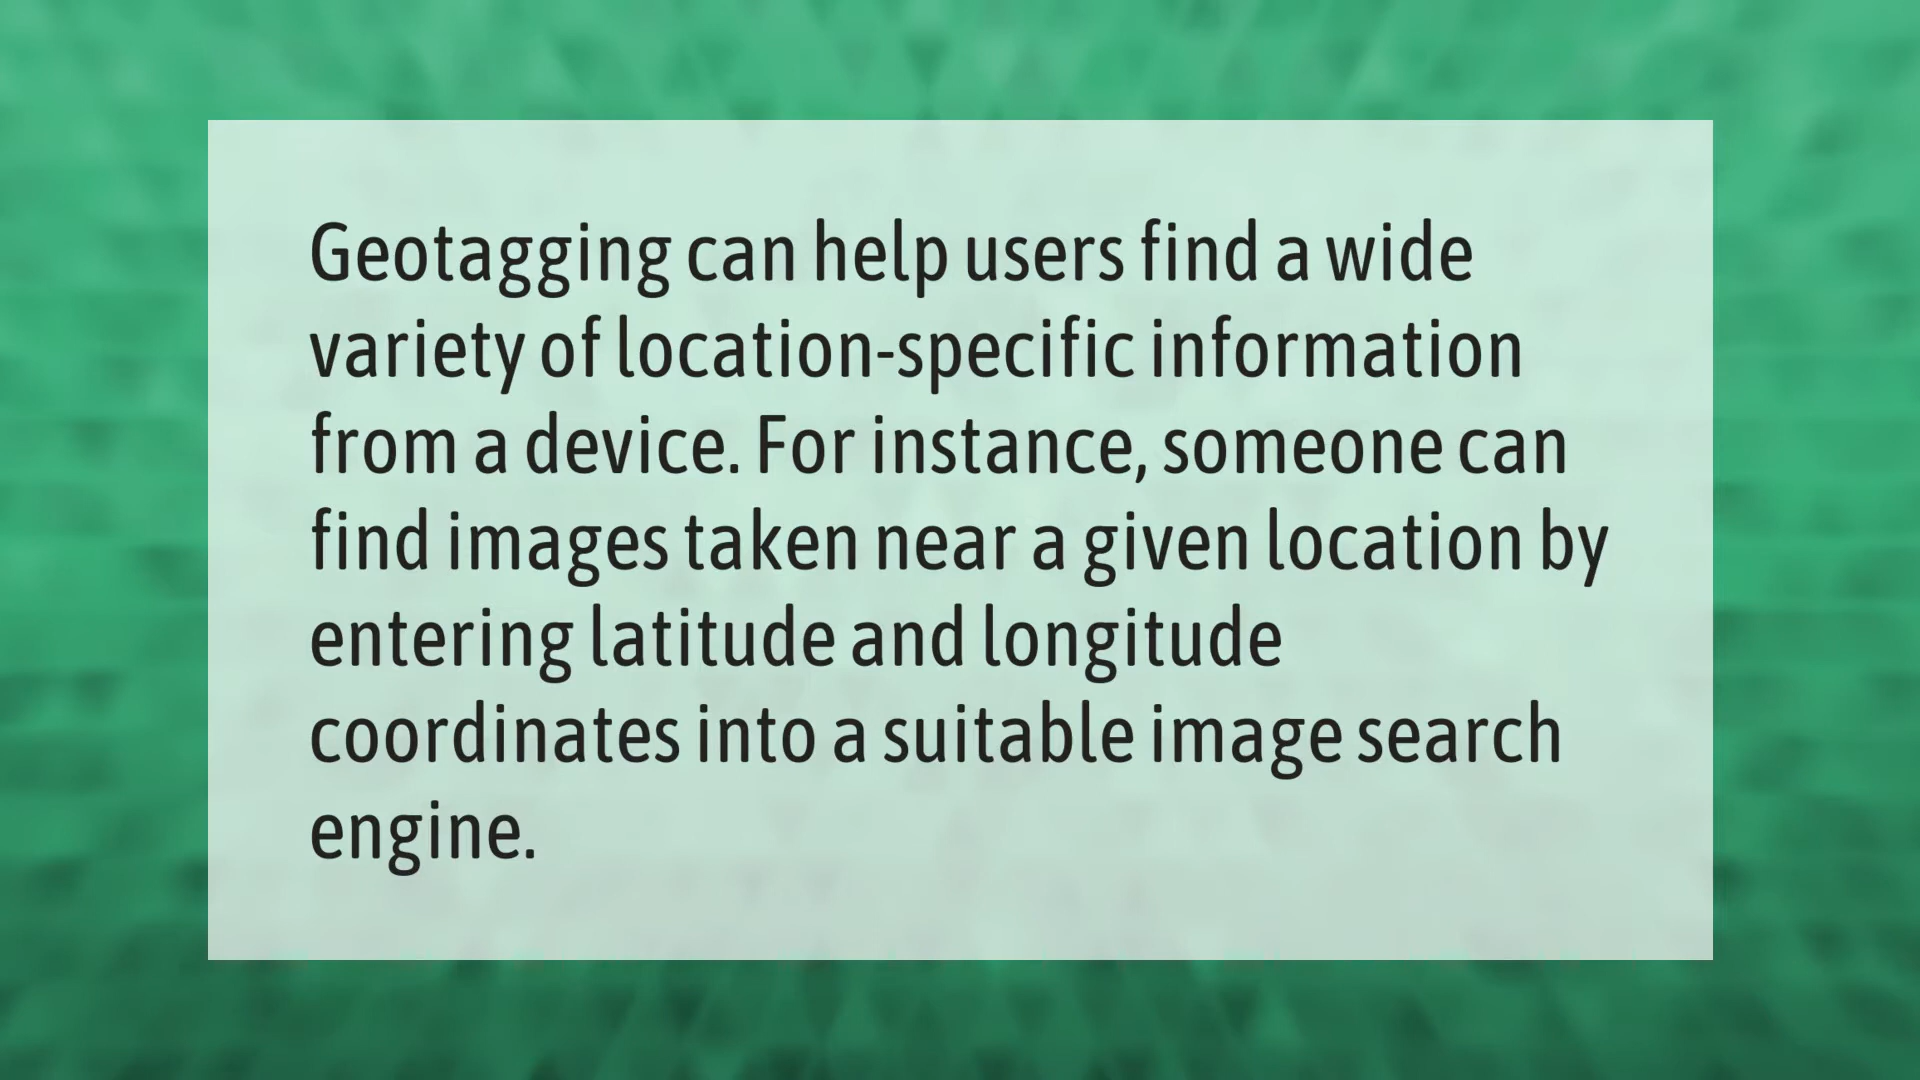 Geotagging can help users find a wide
variety of location-specific information
from a device. For instance, someone can
find images taken near a given location by
entering latitude and longitude
coordinates into a suitable image search
engine.